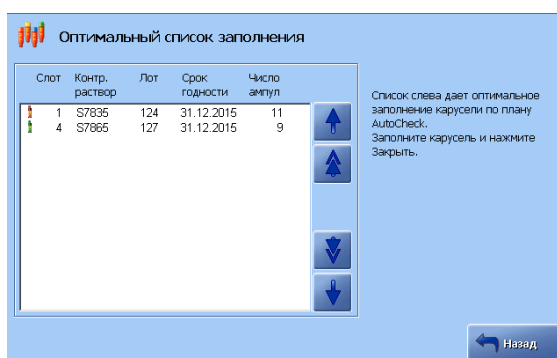 Оптимальный список заполнения
Слот Контр. раствор Лот Срок годности Число ампул
1 S7835 124 31.12.2015 11
4 S7865 127 31.12.2015 9
Список слева дает оптимальное
заполнение карусели по плану
AutoCheck.
Заполните карусель и нажмите
Закрыть.
Назад